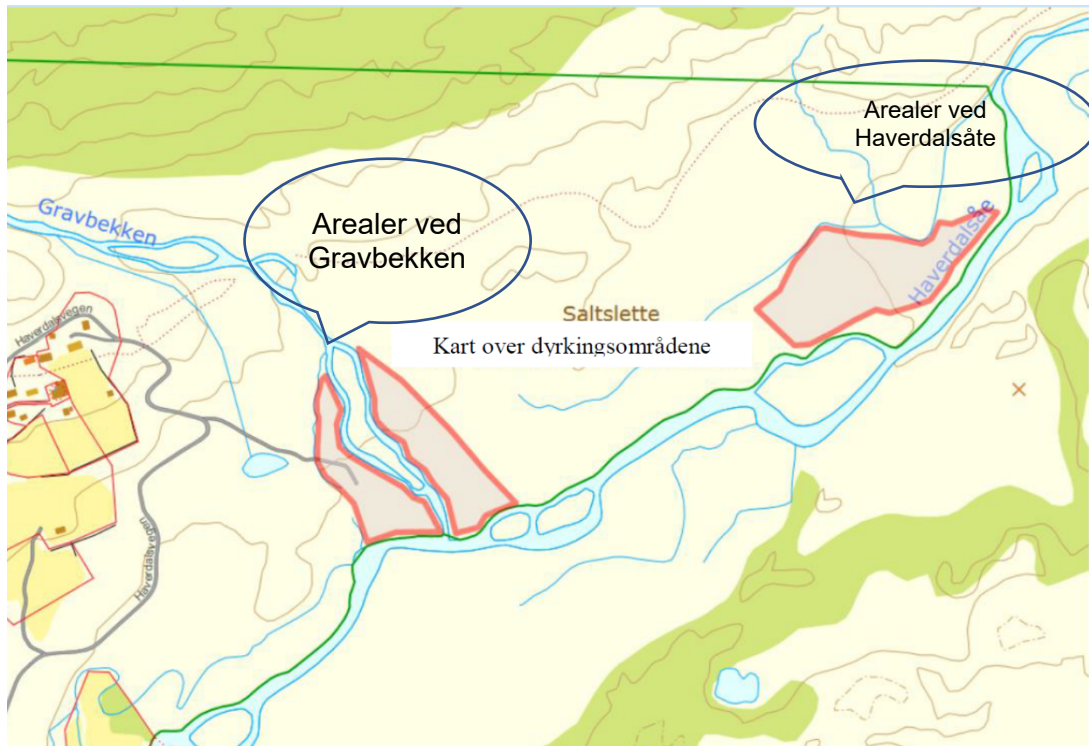 Arealer ved
Haverdalsåte
Gravbekken
Arealer ved
Gravbekken
Haverdalsåe
Saltslette
Kart over dyrkingsområdene
Haverdalsvegen
Haverdalsvegen